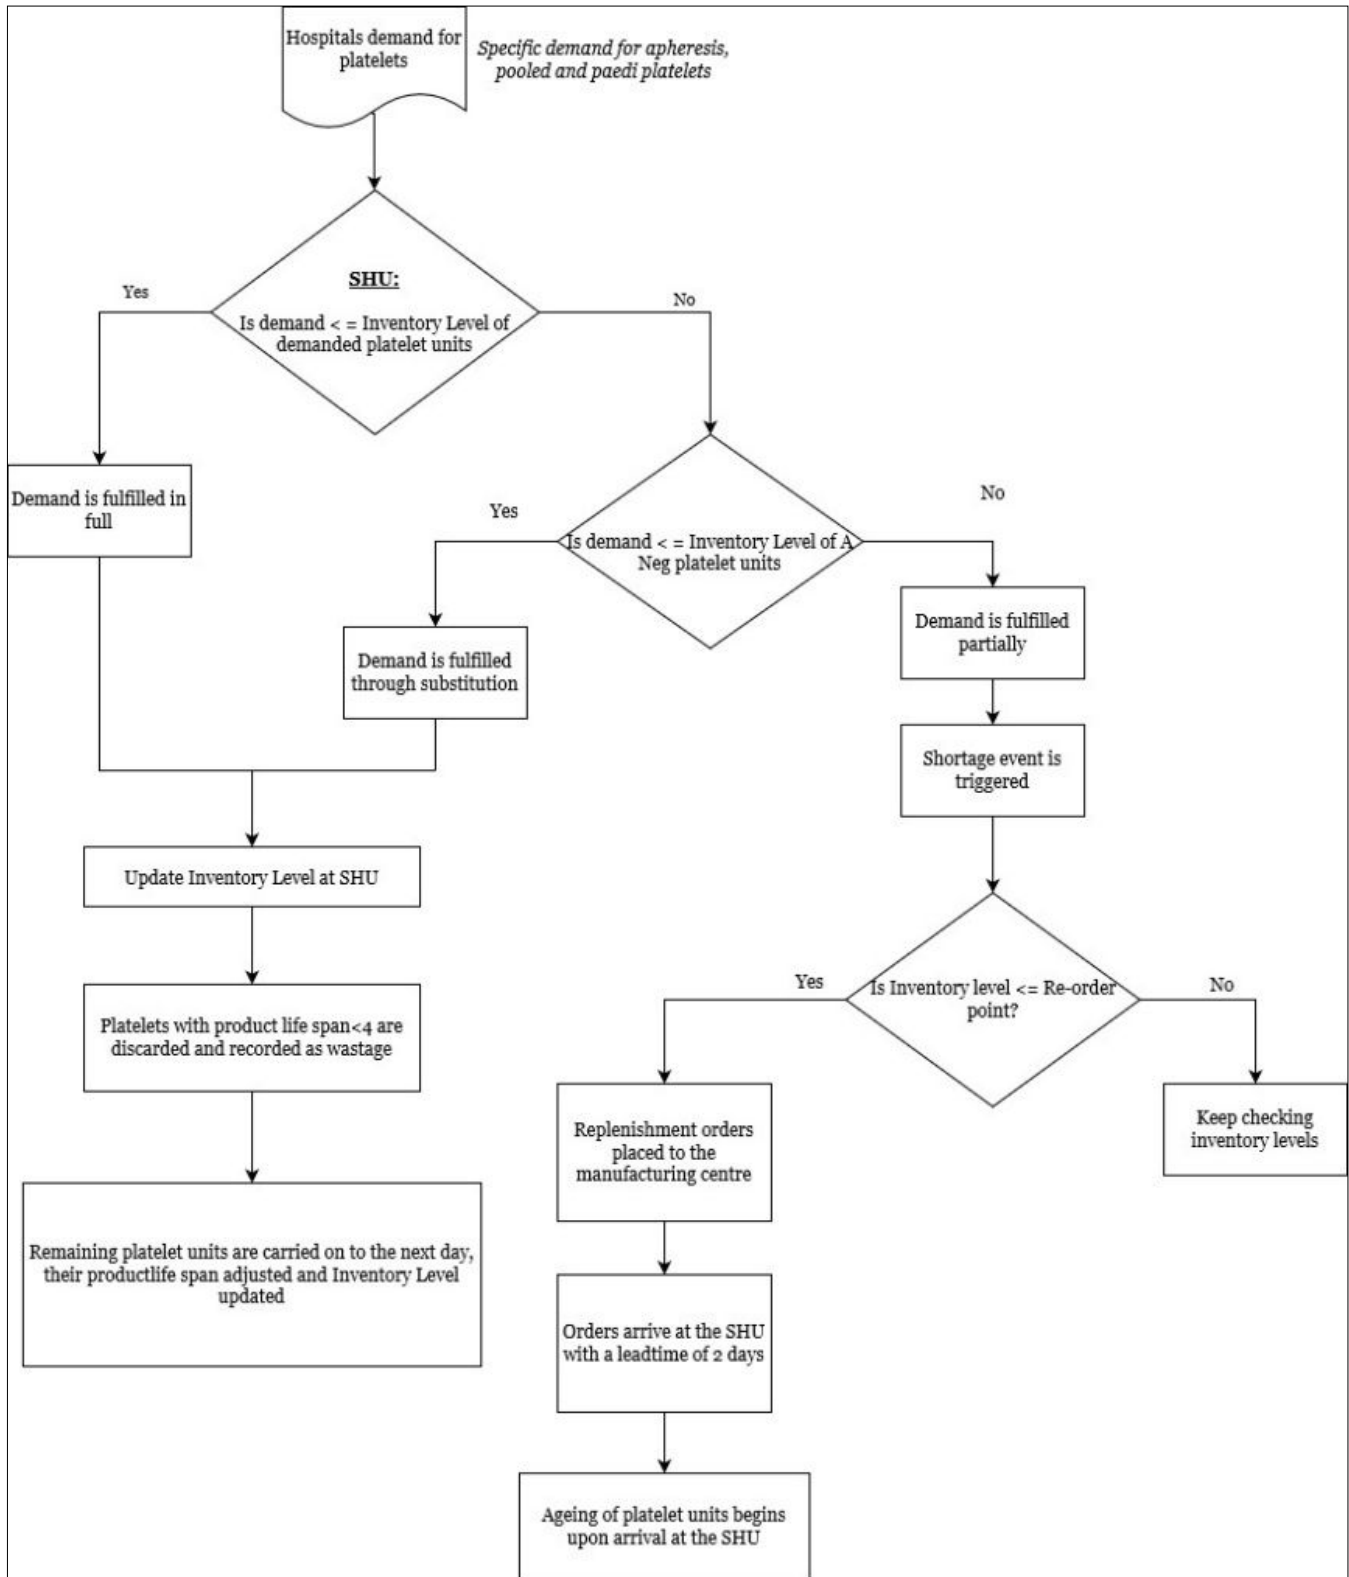 Hospitals demand for
platelets
Specific demand for apheresis,
pooled and paedi platelets
SHU:
Is demand < = Inventory Level of
demanded platelet units
Yes
No
Demand is fulfilled in
full
Is demand < = Inventory Level of A
Neg platelet units
Yes
No
Demand is fulfilled
through substitution
Demand is fulfilled
partially
Shortage event is
triggered
Update Inventory Level at SHU
Platelets with product life span<4 are
discarded and recorded as wastage
Remaining platelet units are carried on to the next day,
their productlife span adjusted and Inventory Level
updated
Is Inventory level <= Re-order
point?
Yes
No
Replenishment orders
placed to the
manufacturing centre
Keep checking
inventory levels
Orders arrive at the SHU
with a leadtime of 2 days
Ageing of platelet units begins
upon arrival at the SHU